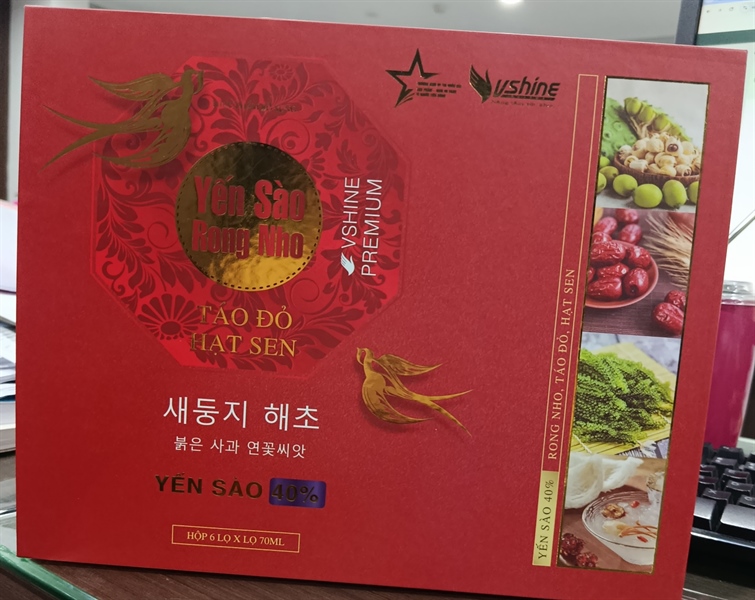 Vshine
Yến Sào
Rong Nho
VSHINE
PREMIUM
TÁO ĐỎ
HẠT SEN
새둥지 해초
붉은 사과 연꽃씨앗
YẾN SÀO 40%
HỘP 6 LỌ X LỌ 70ML
YẾN SÀO 40% RONG NHO, TÁO ĐỎ, HẠT SEN